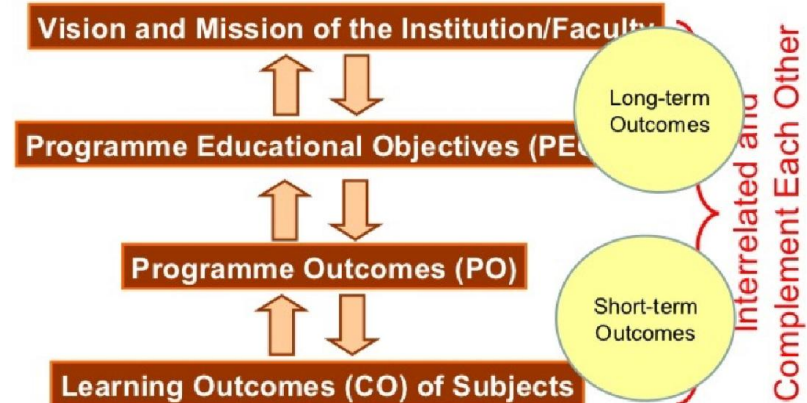 Vision and Mission of the Institution/Faculty
Long-term
Outcomes
Programme Educational Objectives (PEO
Programme Outcomes (PO)
Short-term
Outcomes
Learning Outcomes (CO) of Subjects
Interrelated and
Complement Each Other